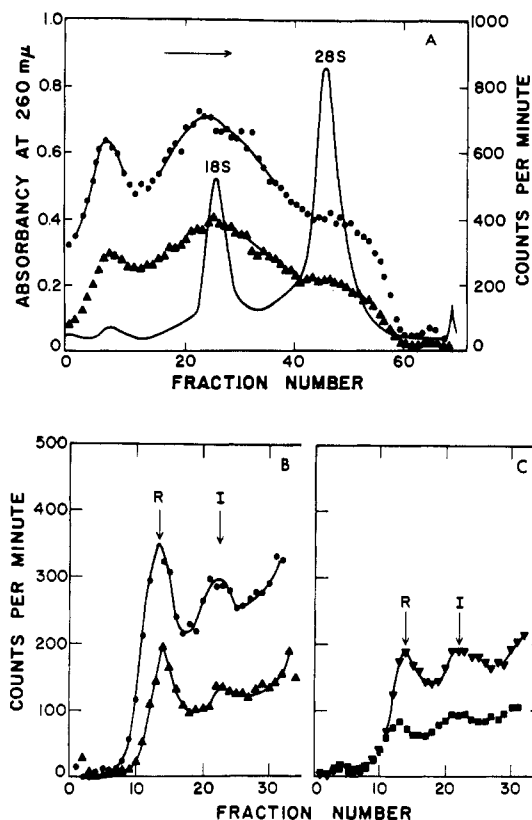 A
ABSORBANCY AT 260 mμ
1.0
0.8
0.6
0.4
0.2
0
18S
28S
1000
800
600
400
200
0
COUNTS PER MINUTE
0 20 40 60
FRACTION NUMBER
B
COUNTS PER MINUTE
500
400
300
200
100
0
R I
0 10 20 30
C
R I
0 10 20 30
FRACTION NUMBER